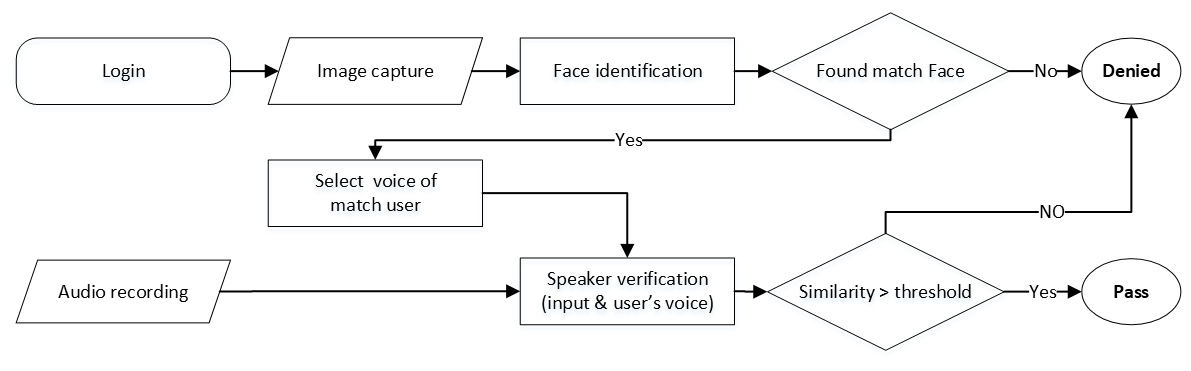 Login
Image capture
Face identification
Found match Face
No
Denied
Yes
Select voice of
match user
NO
Audio recording
Speaker verification
(input & user's voice)
Similarity > threshold
Yes
Pass